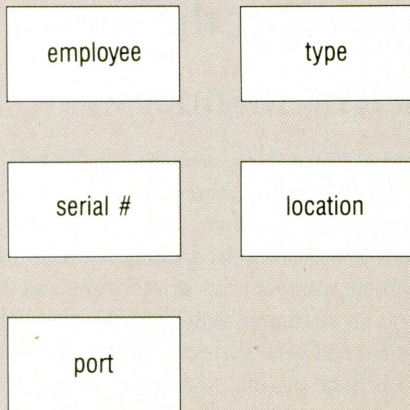 employee
type
serial #
location
port